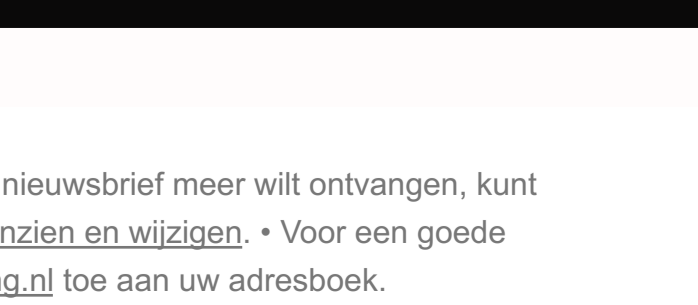 nieuwsbrief meer wilt ontvangen, kunt
nzien en wijzigen. • Voor een goede
g.nl toe aan uw adresboek.